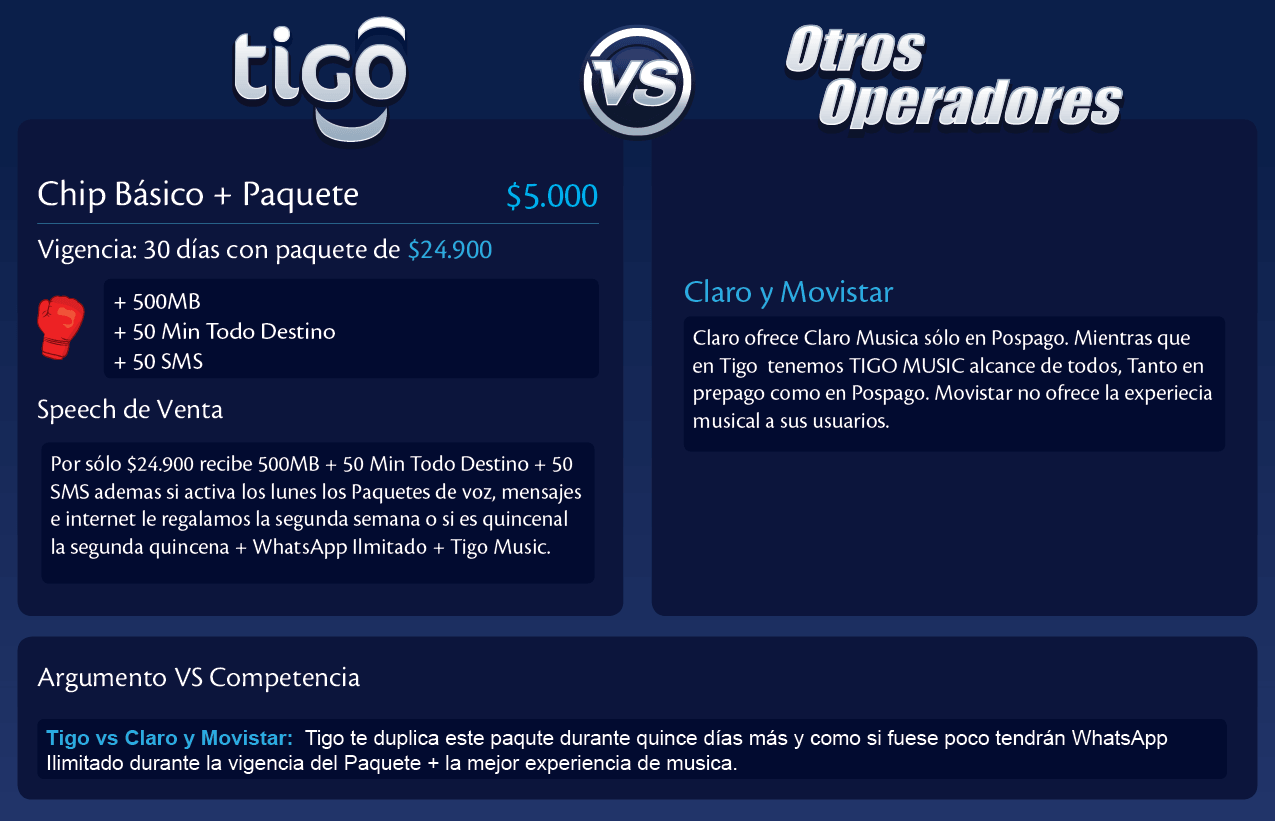 tigo
VS
Otros
Operadores
Chip Básico + Paquete
$5.000
Vigencia: 30 días con paquete de $24.900
+ 500MB
+ 50 Min Todo Destino
+ 50 SMS
Speech de Venta
Por sólo $24.900 recibe 500MB + 50 Min Todo Destino + 50
SMS ademas si activa los lunes los Paquetes de voz, mensajes
e internet le regalamos la segunda semana o si es quincenal
la segunda quincena + WhatsApp Ilmitado + Tigo Music.
Claro y Movistar
Claro ofrece Claro Musica sólo en Pospago. Mientras que
en Tigo tenemos TIGO MUSIC alcance de todos, Tanto en
prepago como en Pospago. Movistar no ofrece la experiecia
musical a sus usuarios.
Argumento VS Competencia
Tigo vs Claro y Movistar: Tigo te duplica este paqute durante quince días más y como si fuese poco tendrán WhatsApp
Ilimitado durante la vigencia del Paquete + la mejor experiencia de musica.